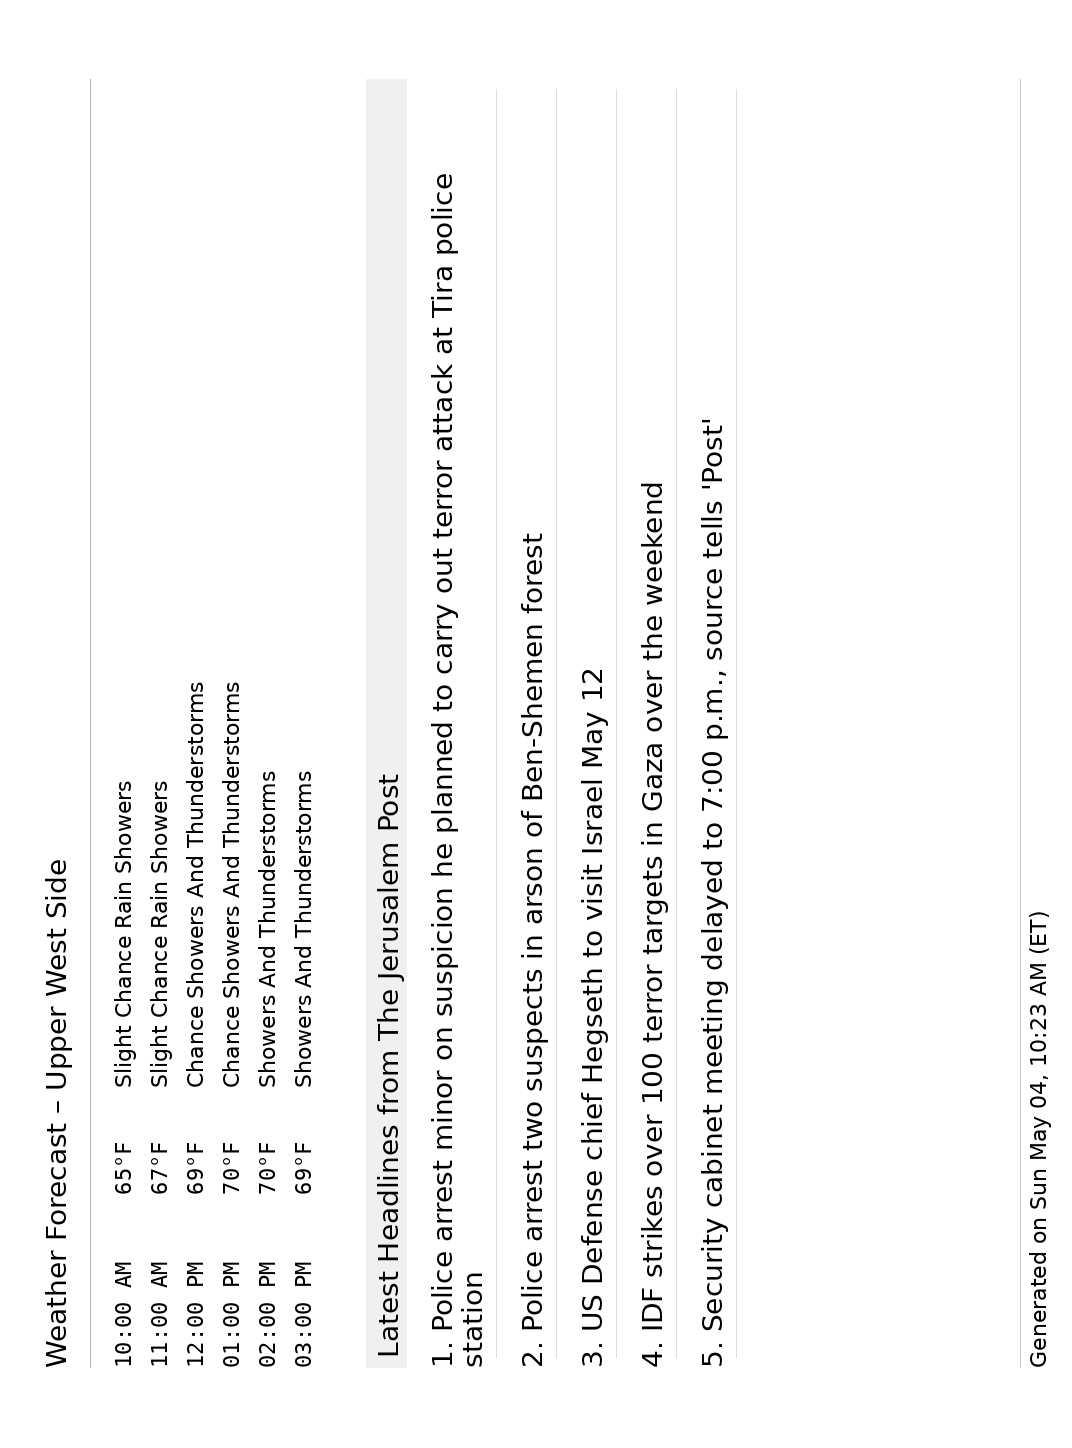 Weather Forecast – Upper West Side
10:00 AM 65°F Slight Chance Rain Showers
11:00 AM 67°F Slight Chance Rain Showers
12:00 PM 69°F Chance Showers And Thunderstorms
01:00 PM 70°F Chance Showers And Thunderstorms
02:00 PM 70°F Showers And Thunderstorms
03:00 PM 69°F Showers And Thunderstorms
Latest Headlines from The Jerusalem Post
1. Police arrest minor on suspicion he planned to carry out terror attack at Tira police
station
2. Police arrest two suspects in arson of Ben-Shemen forest
3. US Defense chief Hegseth to visit Israel May 12
4. IDF strikes over 100 terror targets in Gaza over the weekend
5. Security cabinet meeting delayed to 7:00 p.m., source tells 'Post'
Generated on Sun May 04, 10:23 AM (ET)